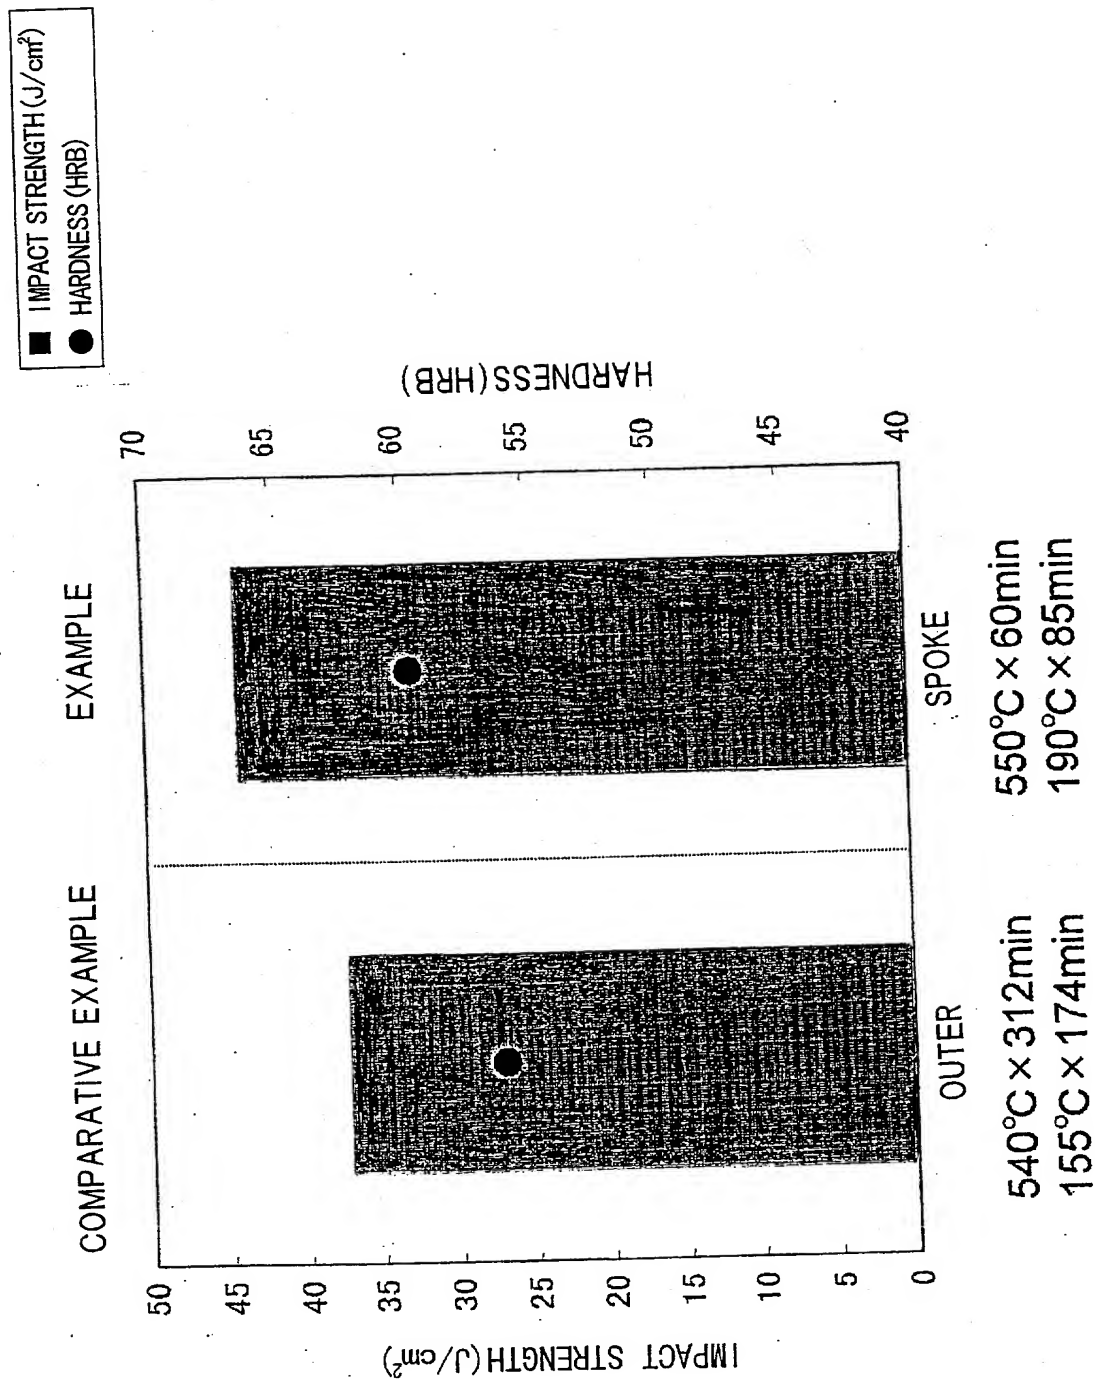 ■ IMPACT STRENGTH (J/cm²)
● HARDNESS (HRB)
COMPARATIVE EXAMPLE
EXAMPLE
IMPACT STRENGTH (J/cm²)
50
45
40
35
30
25
20
15
10
5
0
HARDNESS (HRB)
70
65
60
55
50
45
40
OUTER
SPOKE
540°C×312min
155°C×174min
550°C×60min
190°C×85min